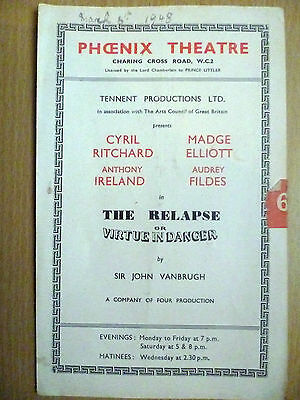 March 4th 1948
PHŒNIX THEATRE
CHARING CROSS ROAD, W.C.2
Licensed by the Lord Chamberlain to PRINCE LITTLER
TENNENT PRODUCTIONS LTD.
in association with The Arts Council of Great Britain
presents
CYRIL RITCHARD
MADGE ELLIOTT
ANTHONY IRELAND
AUDREY FILDES
in
THE RELAPSE
OR
VIRTUE IN DANGER
by
SIR JOHN VANBRUGH
A COMPANY OF FOUR PRODUCTION
EVENINGS: Monday to Friday at 7 p.m.
Saturday at 5 & 8 p.m.
MATINEES: Wednesday at 2.30 p.m.
6